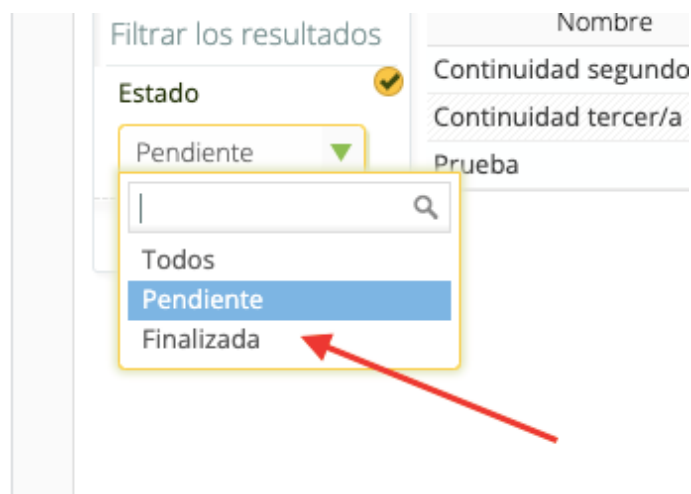 Filtrar los resultados
Estado
Pendiente
Todos
Pendiente
Finalizada
Nombre
Continuidad segundo
Continuidad tercer/a
Prueba